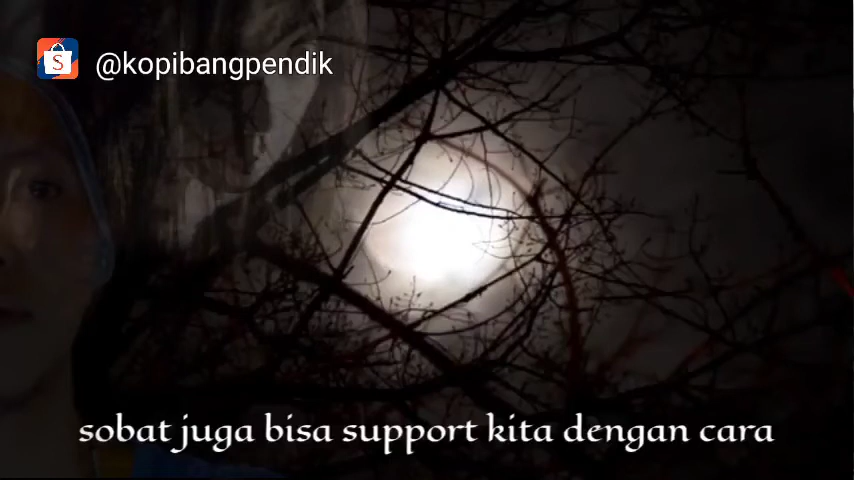 @kopibangpendik
sobat juga bisa support kita dengan cara